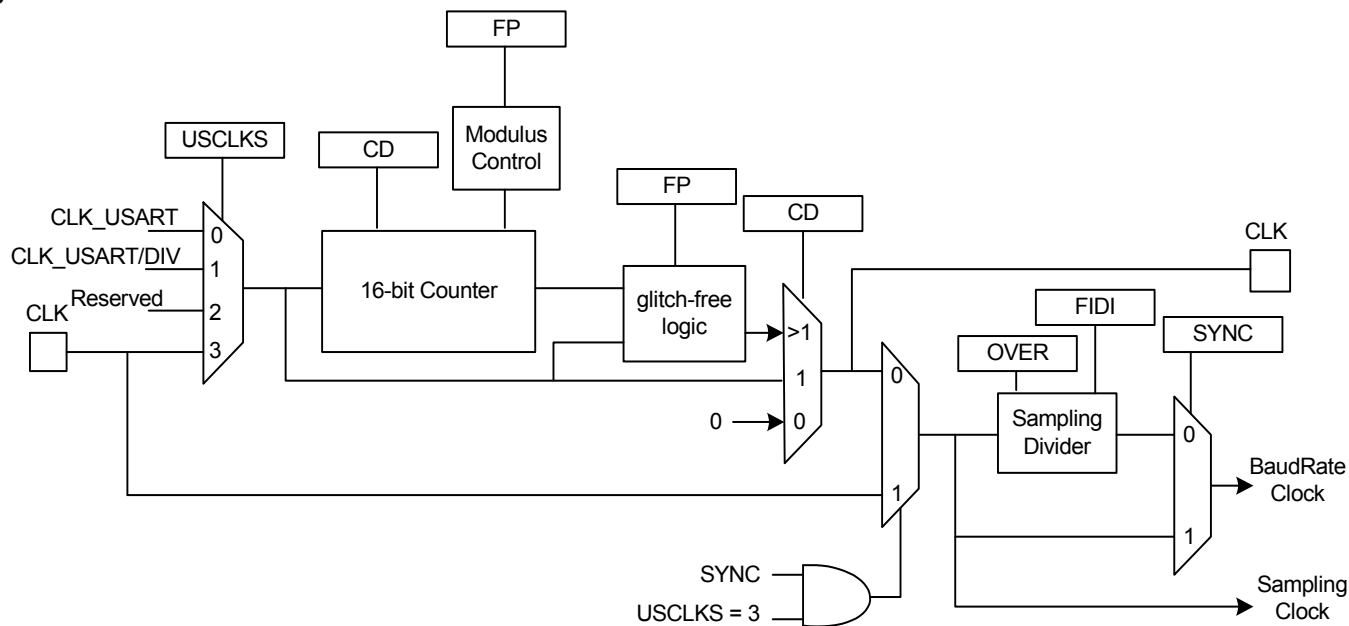 FP
USCLKS
CD
Modulus
Control
FP
CD
CLK_USART
CLK_USART/DIV
Reserved
CLK
0
1
2
3
16-bit Counter
glitch-free
logic
>1
1
0
0
CLK
FIDI
OVER
SYNC
0
1
Sampling
Divider
0
1
BaudRate
Clock
SYNC
USCLKS = 3
Sampling
Clock